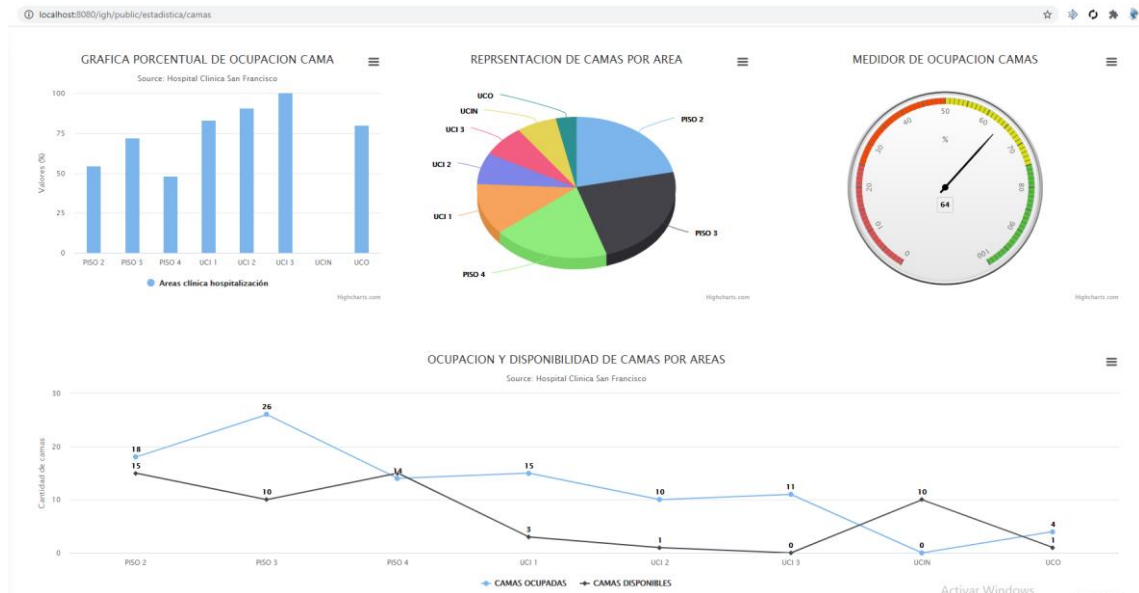 localhost:8080/igh/public/estadistica/camas
GRAFICA PORCENTUAL DE OCUPACION CAMA
Source: Hospital Clinica San Francisco
Valores (%)
100
75
50
25
0
PISO 2 PISO 3 PISO 4 UCI 1 UCI 2 UCI 3 UCIN UCO
Areas clínica hospitalización
Highcharts.com
REPRSENTACION DE CAMAS POR AREA
UCO
UCIN
UCI 3
UCI 2
UCI 1
PISO 4
PISO 2
PISO 3
Highcharts.com
MEDIDOR DE OCUPACION CAMAS
0
10
20
30
40
50
60
70
80
90
100
%
64
Highcharts.com
OCUPACION Y DISPONIBILIDAD DE CAMAS POR AREAS
Source: Hospital Clinica San Francisco
Cantidad de camas
30
20
10
0
18 26 14 15 10 11 0 4
15 10 3 1 0 10 1
PISO 2 PISO 3 PISO 4 UCI 1 UCI 2 UCI 3 UCIN UCO
CAMAS OCUPADAS CAMAS DISPONIBLES
Activar Windows